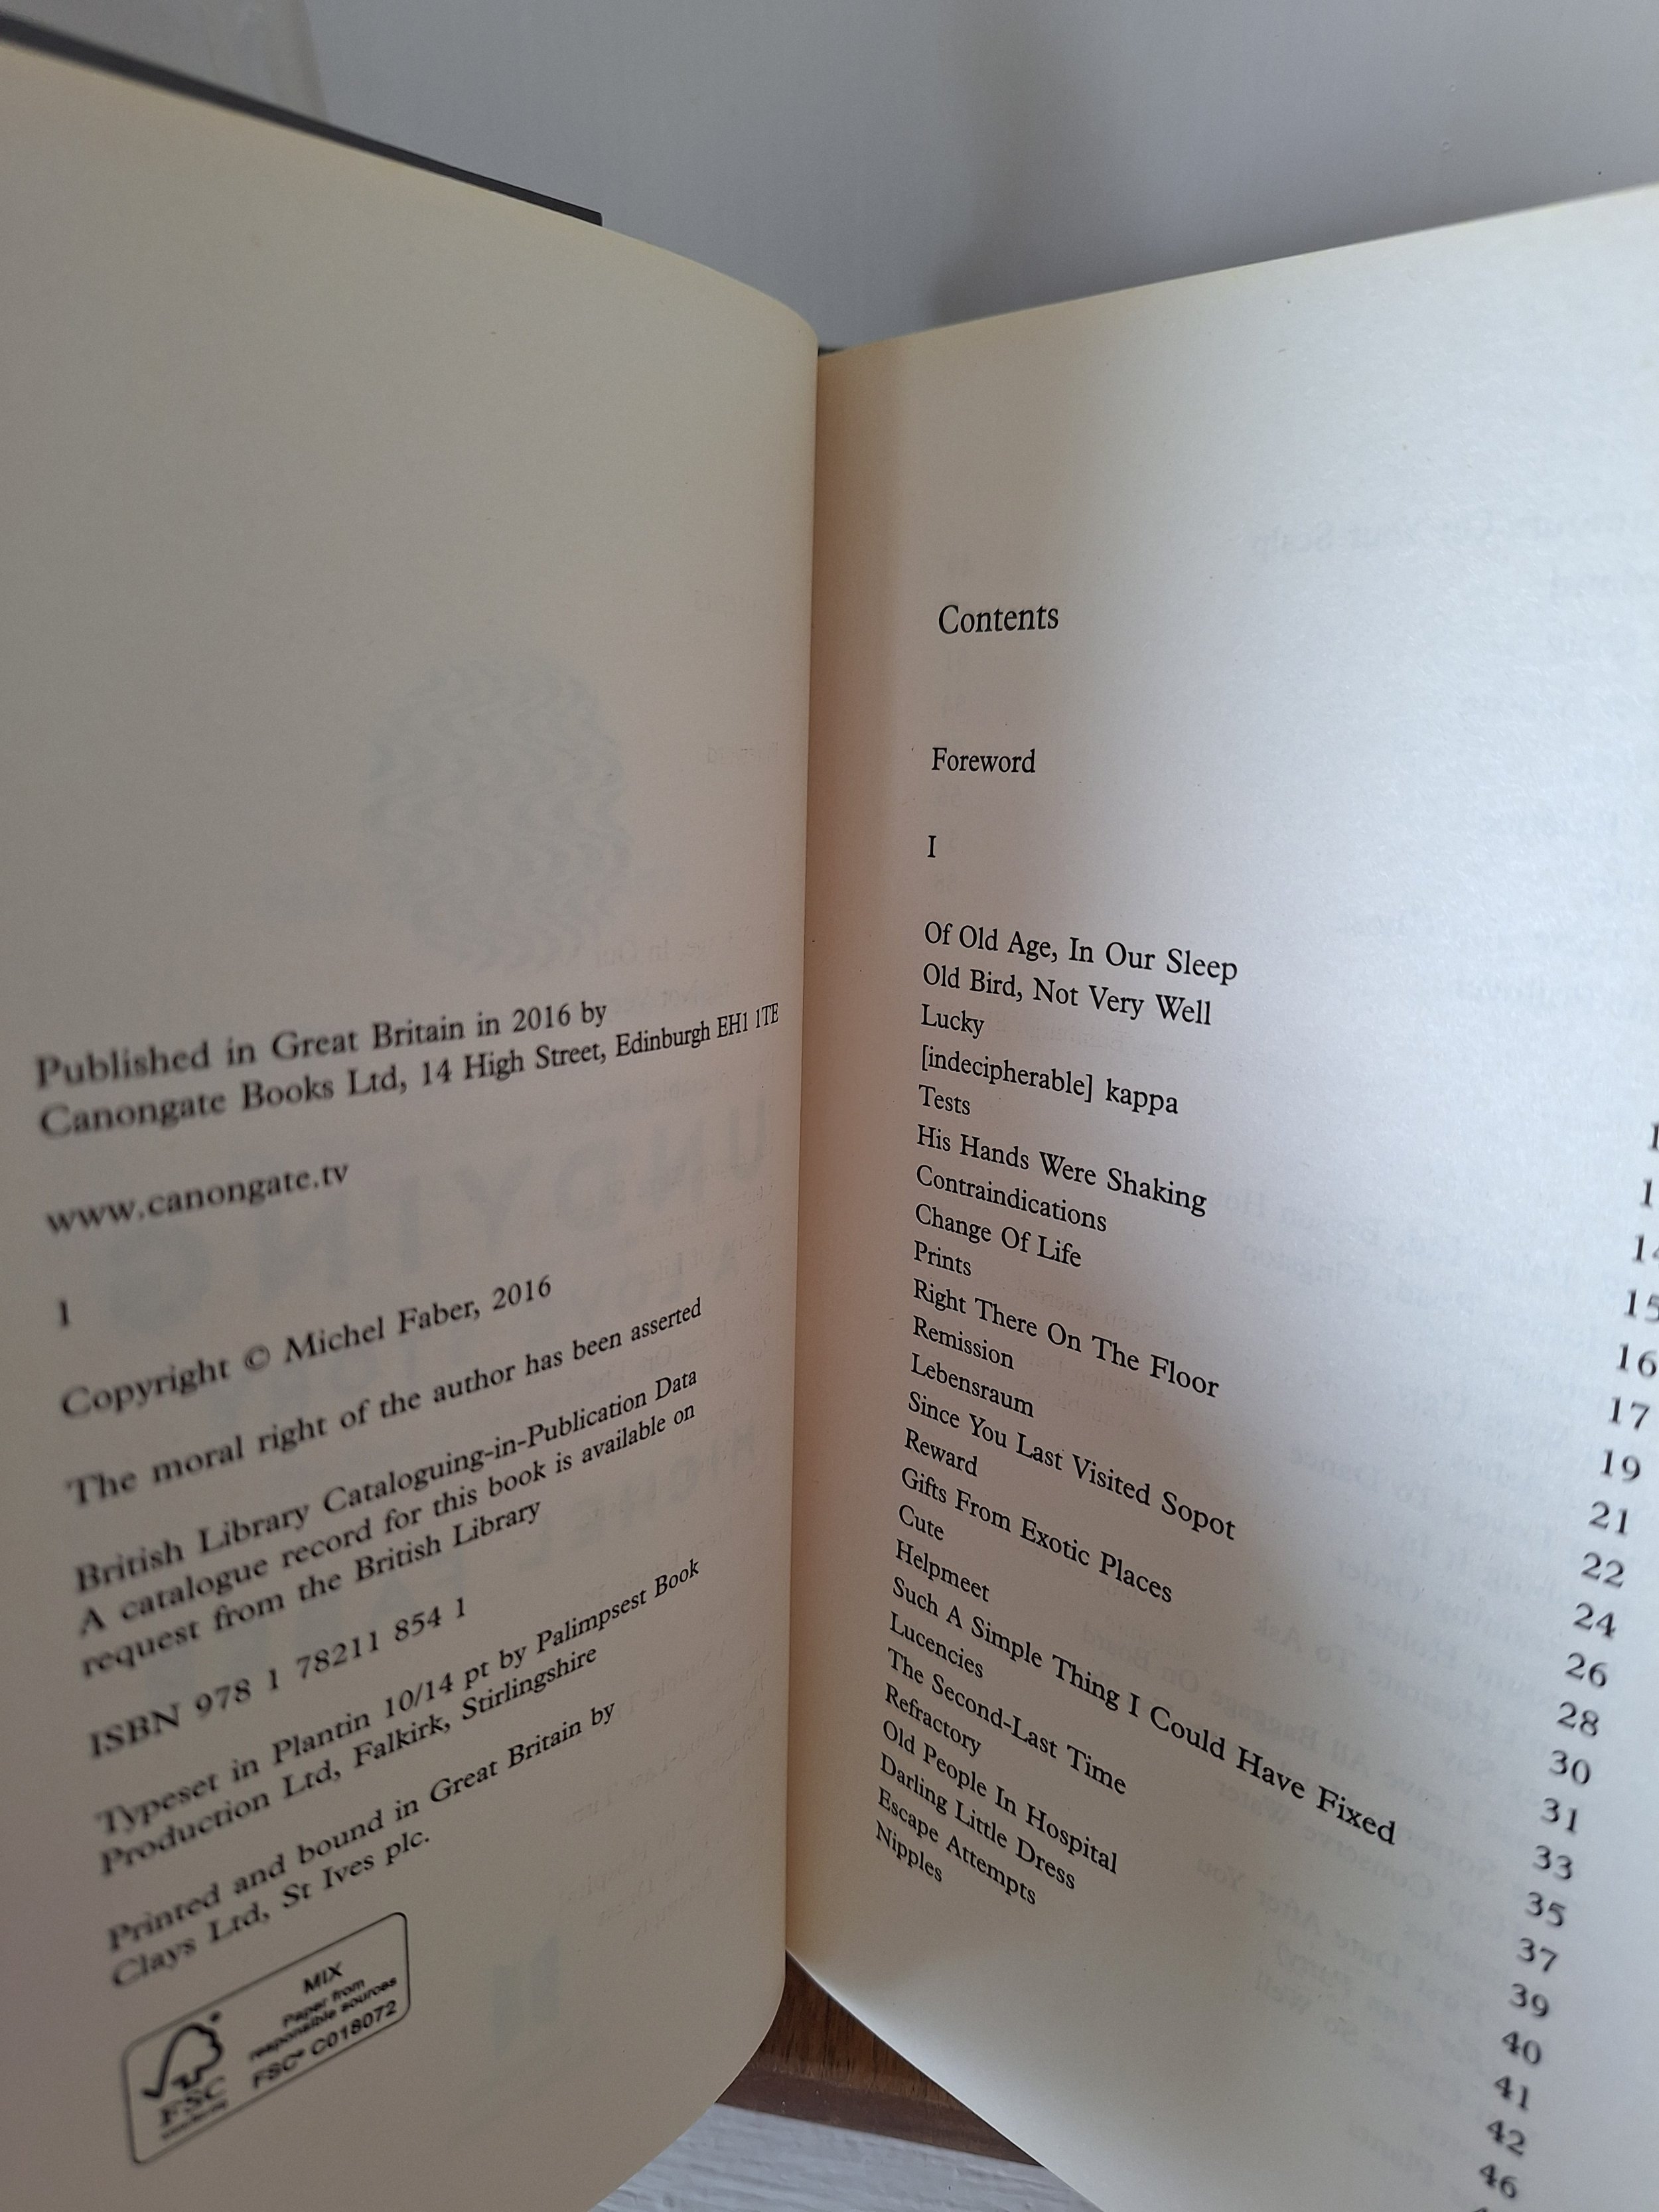 Published in Great Britain in 2016 by
Canongate Books Ltd, 14 High Street, Edinburgh EH1 1TE
www.canongate.tv
1
Copyright © Michel Faber, 2016
The moral right of the author has been asserted
British Library Cataloguing-in-Publication Data
A catalogue record for this book is available on
request from the British Library
ISBN 978 1 78211 854 1
Typeset in Plantin 10/14 pt by Palimpsest Book
Production Ltd, Falkirk, Stirlingshire
Printed and bound in Great Britain by
Clays Ltd, St Ives plc.
MIX
Paper from
responsible sources
FSC® C018072
FSC
Contents
Foreword
I
Of Old Age, In Our Sleep
Old Bird, Not Very Well
Lucky
[indecipherable] kappa
Tests
His Hands Were Shaking
Contraindications
Change Of Life
Prints
Right There On The Floor
Remission
Lebensraum
Since You Last Visited Sopot
Reward
Gifts From Exotic Places
Cute
Helpmeet
Such A Simple Thing I Could Have Fixed
Lucencies
The Second-Last Time
Refractory
Old People In Hospital
Darling Little Dress
Escape Attempts
Nipples
14
15
16
17
19
21
22
24
26
28
30
31
33
35
37
39
40
41
42
46